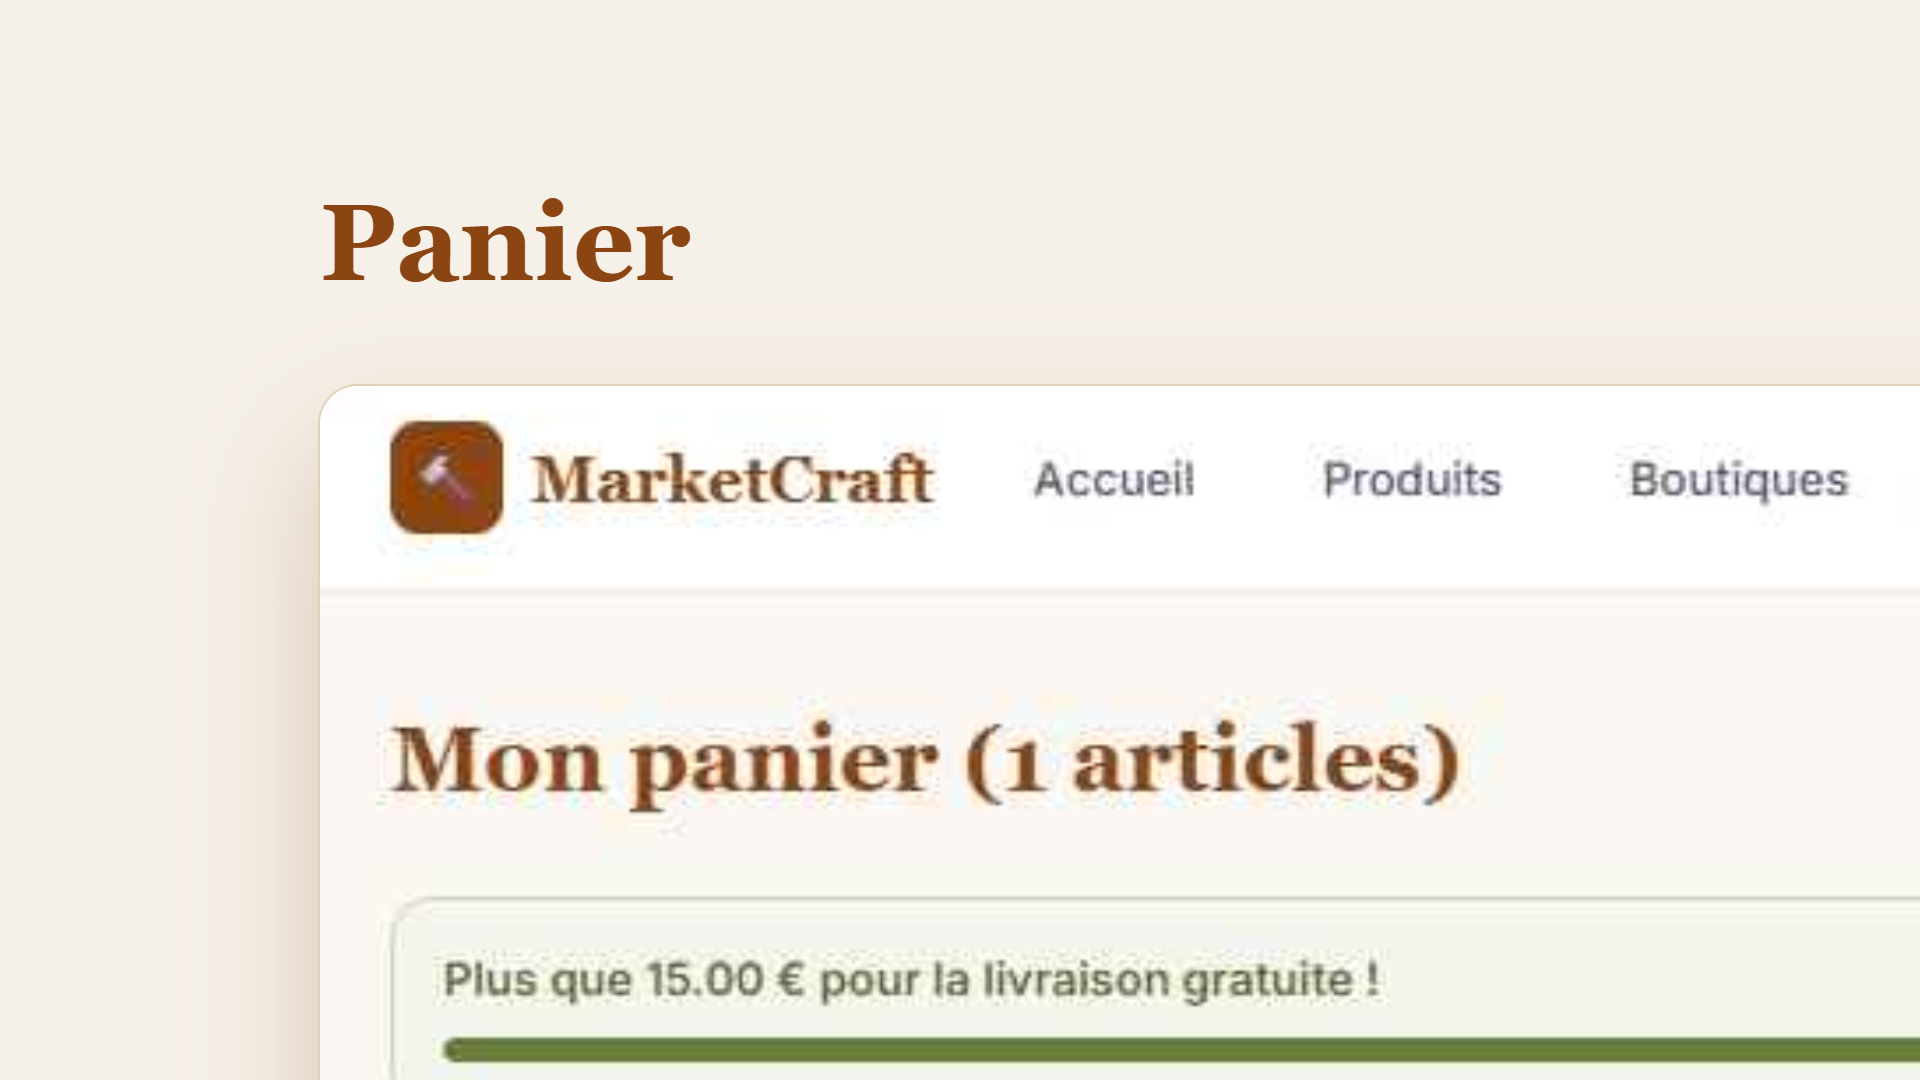 Panier
MarketCraft Accueil Produits Boutiques
Mon panier (1 articles)
Plus que 15.00 € pour la livraison gratuite !